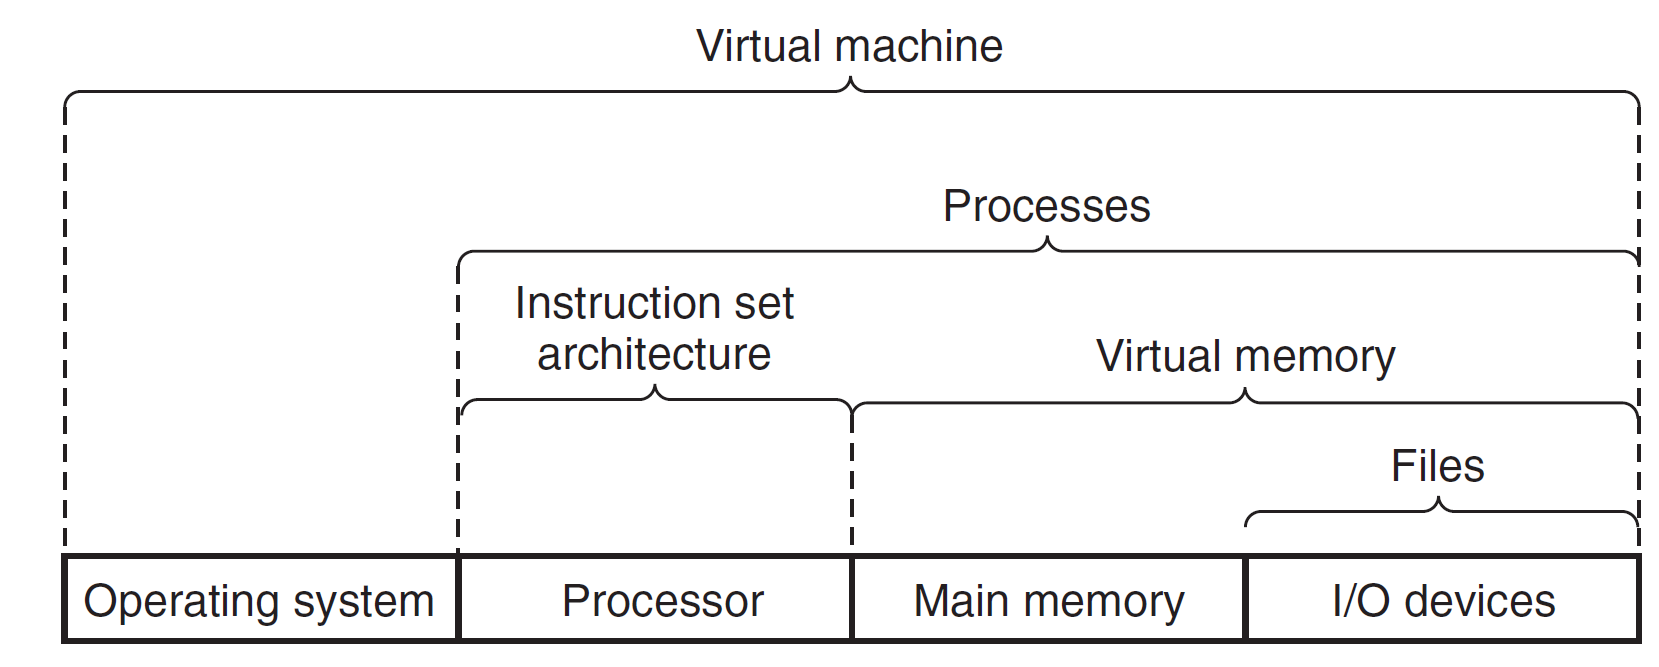 Virtual machine
Processes
Instruction set
architecture
Virtual memory
Files
Operating system
Processor
Main memory
I/O devices